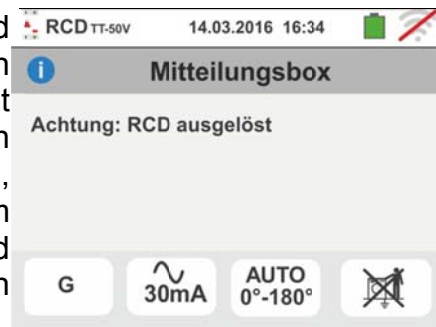 RCD TT-50V 14.03.2016 16:34
Mitteilungsbox
Achtung: RCD ausgelöst
G 30mA AUTO
0°-180°